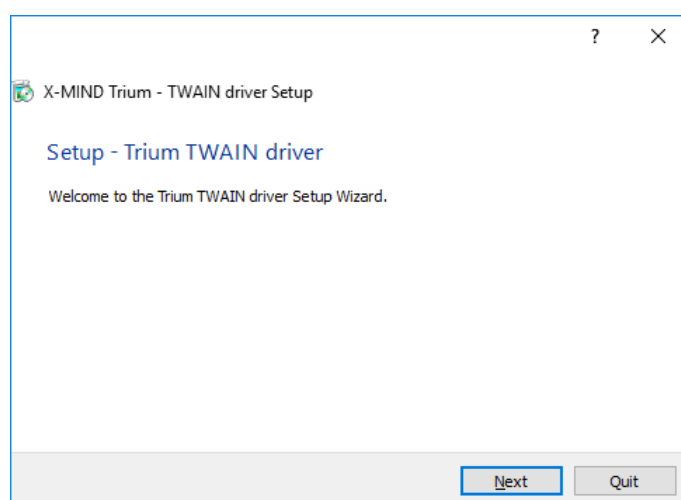 ?
X-MIND Trium - TWAIN driver Setup
Setup - Trium TWAIN driver
Welcome to the Trium TWAIN driver Setup Wizard.
Next Quit